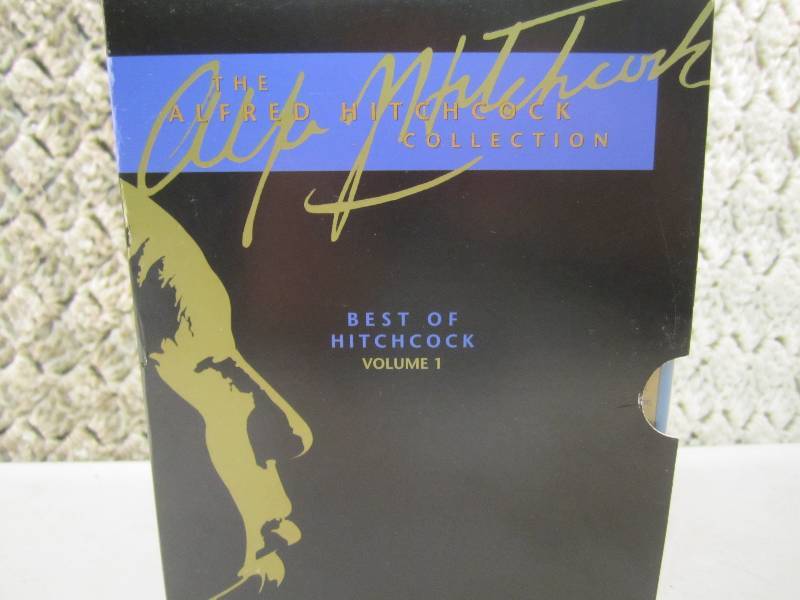 THE
ALFRED HITCHCOCK
COLLECTION
Alfred Hitchcock
BEST OF
HITCHCOCK
VOLUME 1